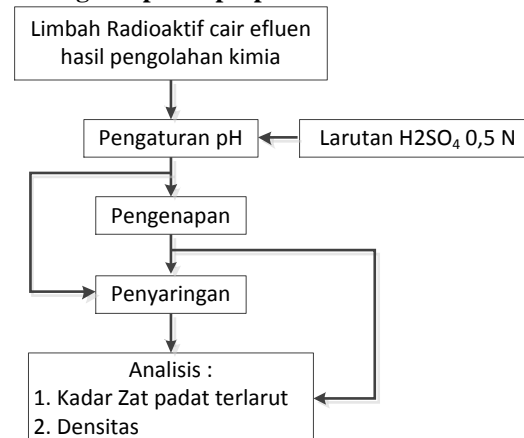 Limbah Radioaktif cair efluen
hasil pengolahan kimia
Pengaturan pH
Larutan H2SO₄ 0,5 N
Pengenapan
Penyaringan
Analisis :
1. Kadar Zat padat terlarut
2. Densitas